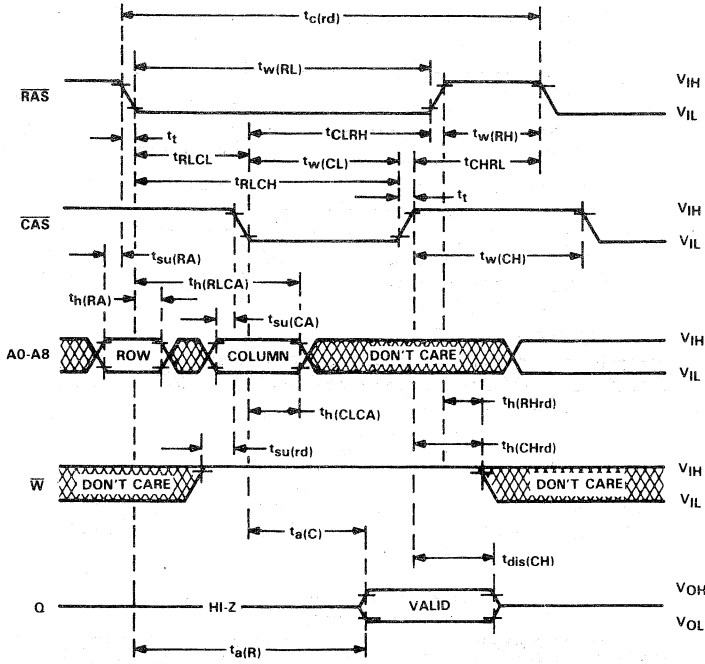 tc(rd)
tw(RL)
RAS
VIH
VIL
tt
tCLRH
tw(RH)
tRLCL
tw(CL)
tCHRL
tRLCH
tt
CAS
VIH
VIL
tsu(RA)
tw(CH)
th(RLCA)
th(RA)
tsu(CA)
A0-A8
ROW
COLUMN
DON'T CARE
VIH
VIL
th(RHrd)
th(CLCA)
th(CHrd)
tsu(rd)
W
DON'T CARE
DON'T CARE
VIH
VIL
ta(C)
tdis(CH)
Q
HI-Z
VALID
VOH
VOL
ta(R)